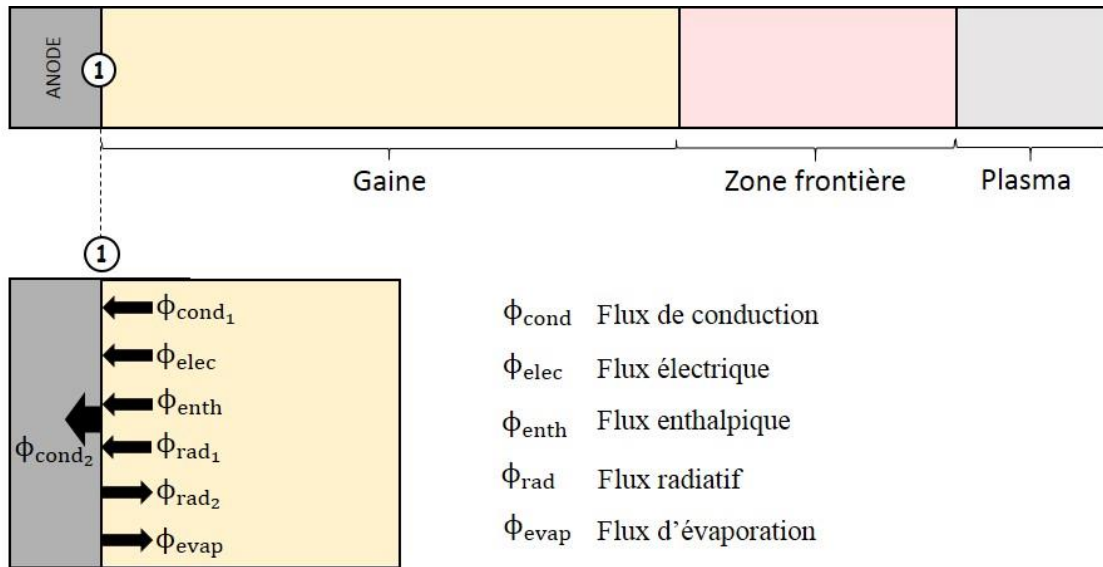 ANODE
1
Gaine
Zone frontière
Plasma
1
ϕcond₁
ϕelec
ϕenth
ϕcond₂
ϕrad₁
ϕrad₂
ϕevap
ϕcond Flux de conduction
ϕelec Flux électrique
ϕenth Flux enthalpique
ϕrad Flux radiatif
ϕevap Flux d’évaporation